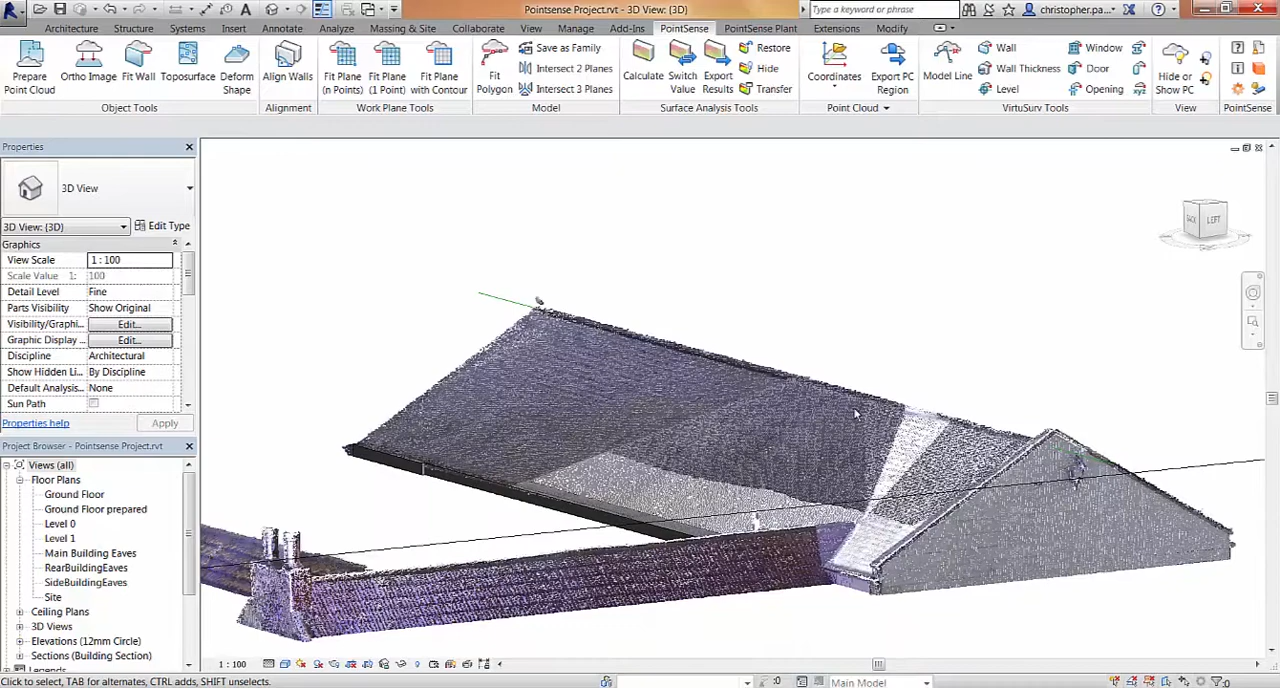 Pointsense Project.rvt - 3D View: {3D}
Type a keyword or phrase
christopher.pa...
Architecture Structure Systems Insert Annotate Analyze Massing & Site Collaborate View Manage Add-Ins PointSense PointSense Plant Extensions Modify
Prepare Point Cloud
Ortho Image
Fit Wall
Toposurface
Deform Shape
Object Tools
Align Walls
Alignment
Fit Plane (n Points)
Fit Plane (1 Point)
Fit Plane with Contour
Work Plane Tools
Fit Polygon
Save as Family
Intersect 2 Planes
Intersect 3 Planes
Model
Calculate
Switch Value
Export Results
Restore
Hide
Transfer
Surface Analysis Tools
Coordinates
Export PC Region
Point Cloud
Model Line
Wall
Wall Thickness
Level
Window
Door
Opening
VirtuSurv Tools
Hide or Show PC
View
PointSense
Properties
3D View
3D View: {3D}
Edit Type
Graphics
View Scale 1 : 100
Scale Value 1: 100
Detail Level Fine
Parts Visibility Show Original
Visibility/Graphi... Edit...
Graphic Display ... Edit...
Discipline Architectural
Show Hidden Li... By Discipline
Default Analysis... None
Sun Path
Properties help
Apply
Project Browser - Pointsense Project.rvt
Views (all)
Floor Plans
Ground Floor
Ground Floor prepared
Level 0
Level 1
Main Building Eaves
RearBuildingEaves
SideBuildingEaves
Site
Ceiling Plans
3D Views
Elevations (12mm Circle)
Sections (Building Section)
Legends
BACK
LEFT
1 : 100
Click to select, TAB for alternates, CTRL adds, SHIFT unselects.
:0
Main Model
:0